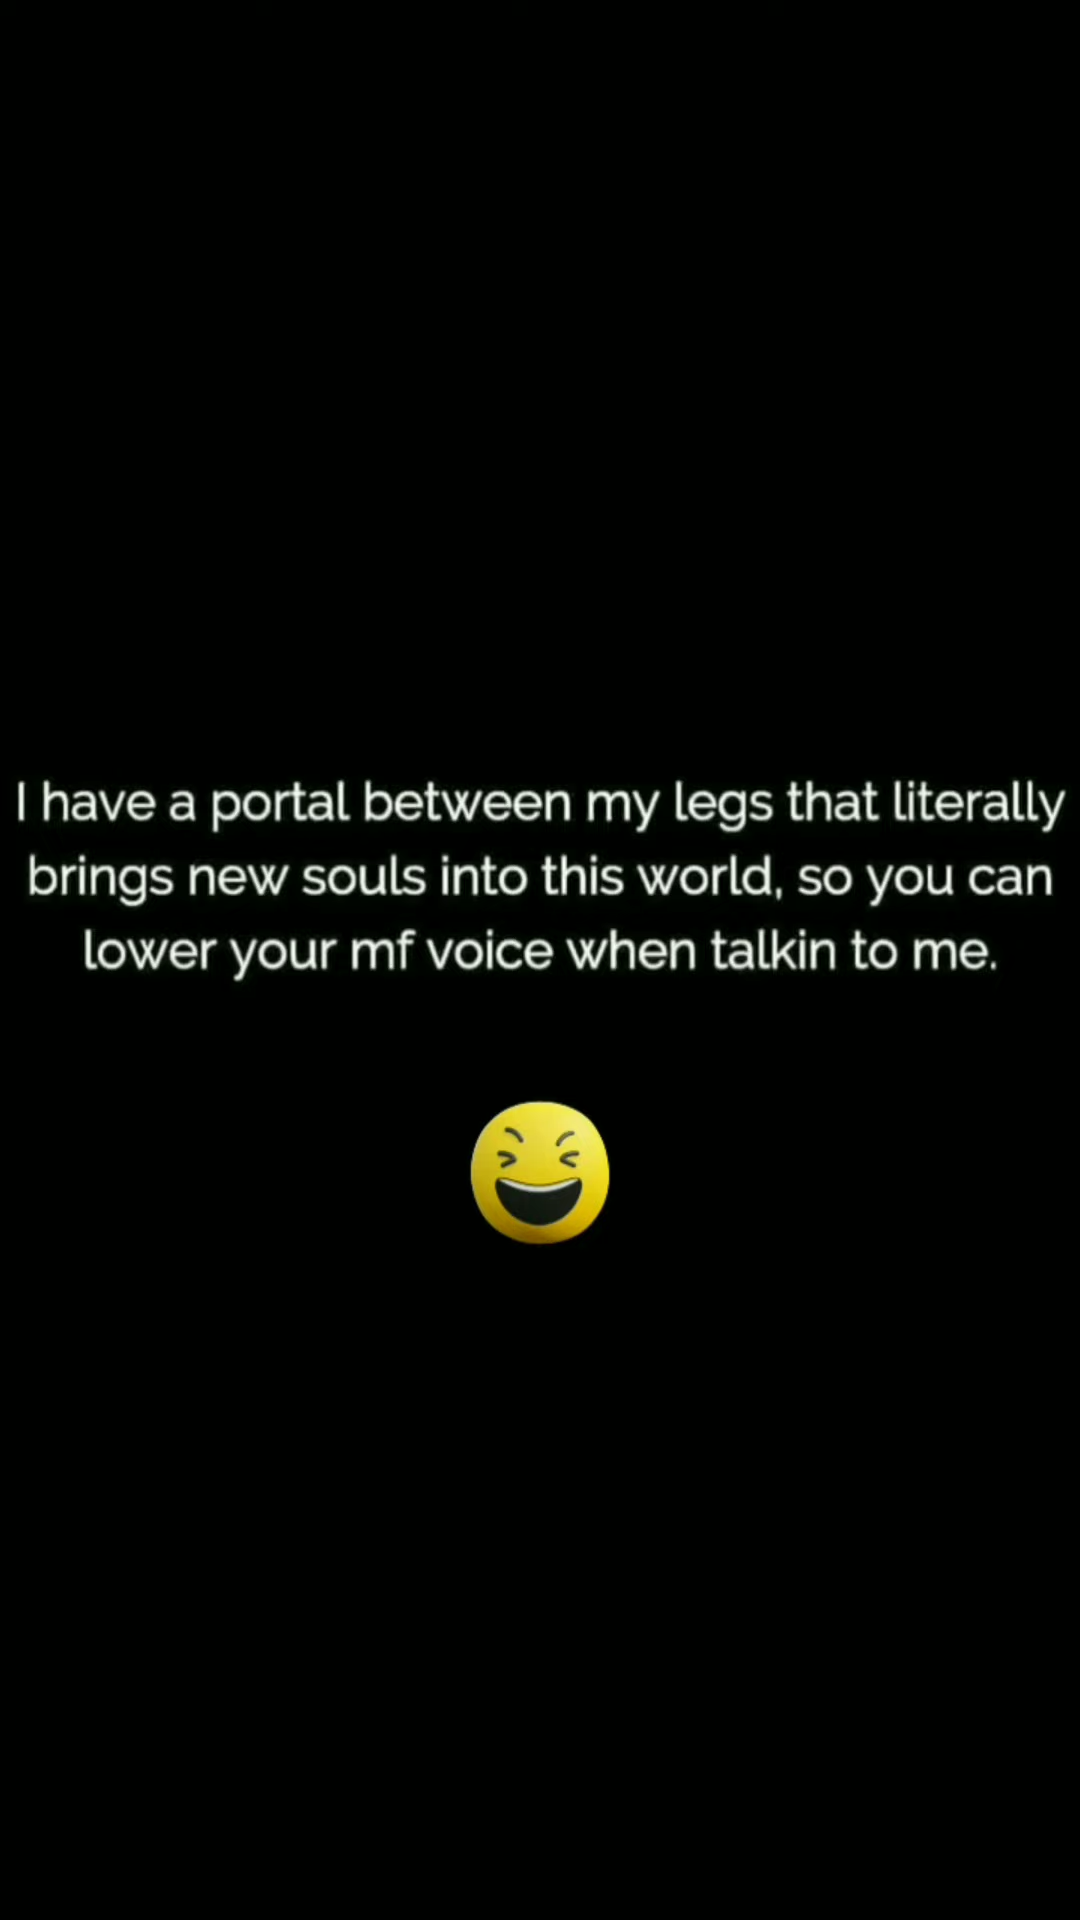 I have a portal between my legs that literally
brings new souls into this world, so you can
lower your mf voice when talkin to me.